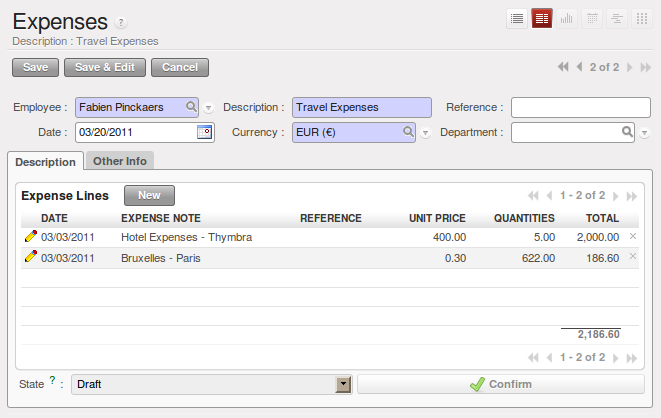 Expenses ?
Description : Travel Expenses
Save Save & Edit Cancel 2 of 2
Employee : Fabien Pinckaers Description : Travel Expenses Reference :
Date : 03/20/2011 Currency : EUR (€) Department :
Description Other Info
Expense Lines New 1 - 2 of 2
DATE EXPENSE NOTE REFERENCE UNIT PRICE QUANTITIES TOTAL
03/03/2011 Hotel Expenses - Thymbra 400.00 5.00 2,000.00
03/03/2011 Bruxelles - Paris 0.30 622.00 186.60
2,186.60
1 - 2 of 2
State ? : Draft Confirm